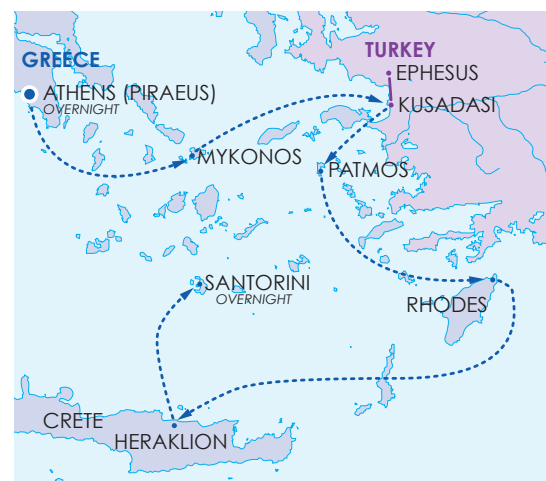 GREECE
TURKEY
EPHESUS
ATHENS (PIRAEUS)
OVERNIGHT
KUSADASI
MYKONOS
PATMOS
SANTORINI
OVERNIGHT
RHODES
CRETE
HERAKLION